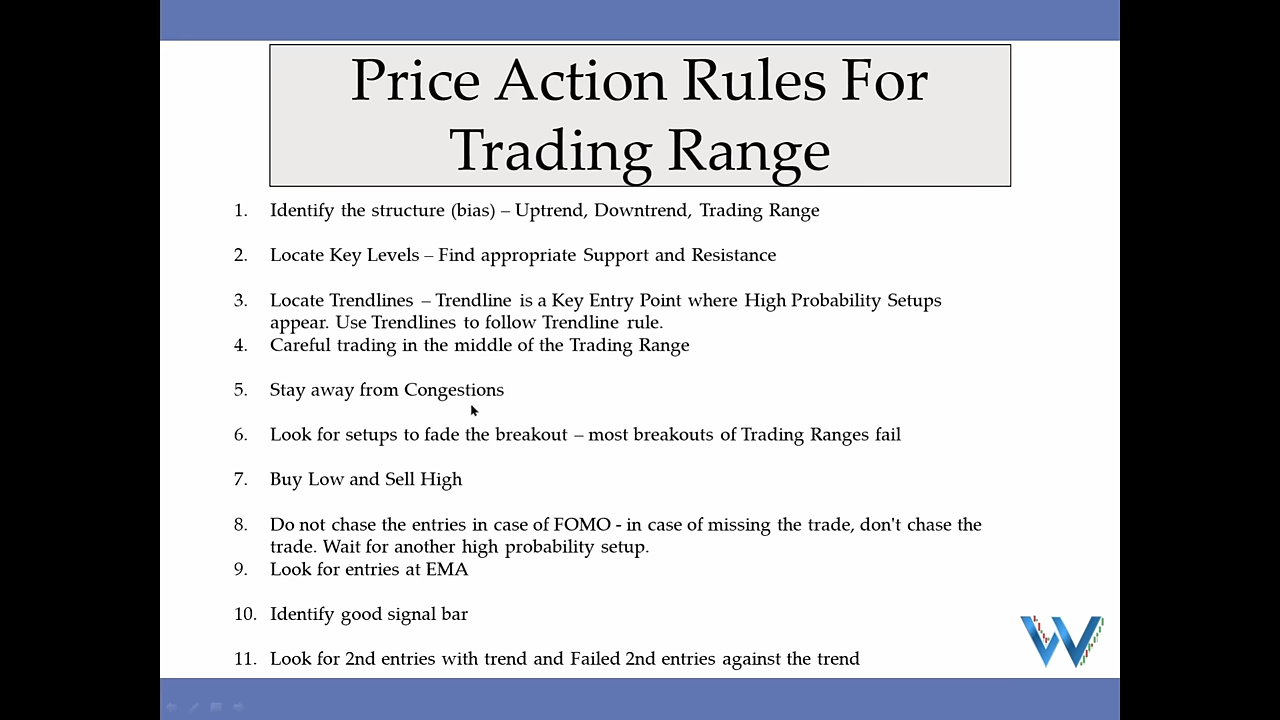 Price Action Rules For
Trading Range
1. Identify the structure (bias) – Uptrend, Downtrend, Trading Range
2. Locate Key Levels – Find appropriate Support and Resistance
3. Locate Trendlines – Trendline is a Key Entry Point where High Probability Setups
appear. Use Trendlines to follow Trendline rule.
4. Careful trading in the middle of the Trading Range
5. Stay away from Congestions
6. Look for setups to fade the breakout – most breakouts of Trading Ranges fail
7. Buy Low and Sell High
8. Do not chase the entries in case of FOMO - in case of missing the trade, don't chase the
trade. Wait for another high probability setup.
9. Look for entries at EMA
10. Identify good signal bar
11. Look for 2nd entries with trend and Failed 2nd entries against the trend